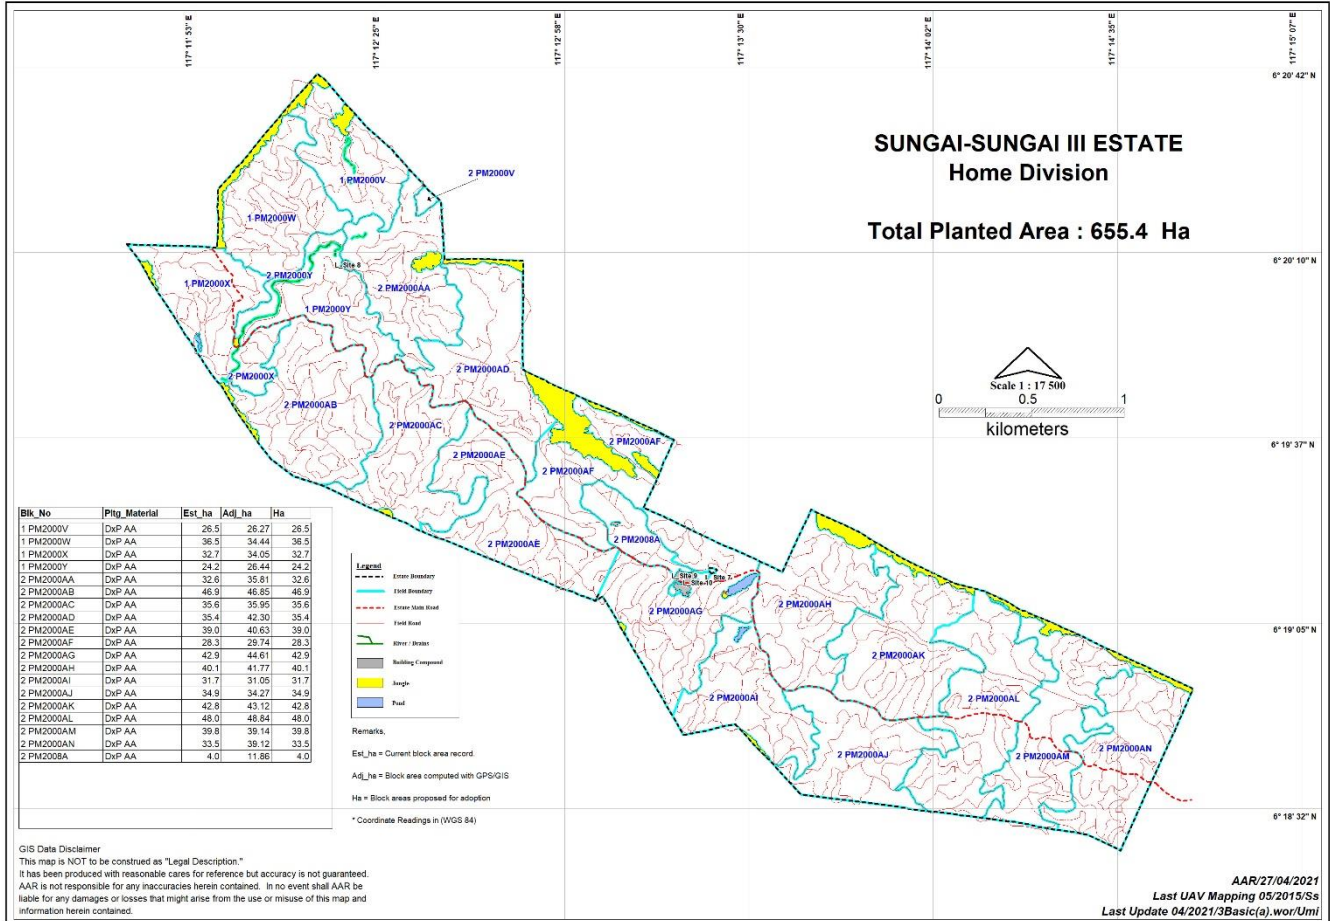 117° 11' 53" E
117° 12' 25" E
117° 12' 58" E
117° 13' 30" E
117° 14' 02" E
117° 14' 35" E
117° 15' 07" E
6° 20' 42" N
6° 20' 10" N
6° 19' 37" N
6° 19' 05" N
6° 18' 32" N
SUNGAI-SUNGAI III ESTATE
Home Division
Total Planted Area : 655.4 Ha
Scale 1 : 17 500
0 0.5 1
kilometers
1 PM2000V
2 PM2000V
1 PM2000W
1 PM2000X
2 PM2000Y
L_Site 8
2 PM2000AA
1 PM2000Y
2 PM2000X
2 PM2000AD
2 PM2000AB
2 PM2000AC
2 PM2000AE
2 PM2000AF
2 PM2000AF
2 PM2000AE
2 PM2008A
L_Site 9
L_Site 7
L_Site 10
2 PM2000AG
2 PM2000AH
2 PM2000AK
2 PM2000AI
2 PM2000AL
2 PM2000AJ
2 PM2000AM
2 PM2000AN
Blk_No Pltg_Material Est_ha Adj_ha Ha
1 PM2000V DxP AA 26.5 26.27 26.5
1 PM2000W DxP AA 36.5 34.44 36.5
1 PM2000X DxP AA 32.7 34.05 32.7
1 PM2000Y DxP AA 24.2 26.44 24.2
2 PM2000AA DxP AA 32.6 35.81 32.6
2 PM2000AB DxP AA 46.9 46.85 46.9
2 PM2000AC DxP AA 35.6 35.95 35.6
2 PM2000AD DxP AA 35.4 42.30 35.4
2 PM2000AE DxP AA 39.0 40.63 39.0
2 PM2000AF DxP AA 28.3 29.74 28.3
2 PM2000AG DxP AA 42.9 44.61 42.9
2 PM2000AH DxP AA 40.1 41.77 40.1
2 PM2000AI DxP AA 31.7 31.05 31.7
2 PM2000AJ DxP AA 34.9 34.27 34.9
2 PM2000AK DxP AA 42.8 43.12 42.8
2 PM2000AL DxP AA 48.0 48.84 48.0
2 PM2000AM DxP AA 39.8 39.14 39.8
2 PM2000AN DxP AA 33.5 39.12 33.5
2 PM2008A DxP AA 4.0 11.86 4.0
Legend
Estate Boundary
Field Boundary
Estate Main Road
Field Road
River / Drains
Building Compound
Jungle
Pond
Remarks,
Est_ha = Current block area record.
Adj_ha = Block area computed with GPS/GIS
Ha = Block areas proposed for adoption
* Coordinate Readings in (WGS 84)
GIS Data Disclaimer
This map is NOT to be construed as "Legal Description."
It has been produced with reasonable cares for reference but accuracy is not guaranteed.
AAR is not responsible for any inaccuracies herein contained. In no event shall AAR be
liable for any damages or losses that might arise from the use or misuse of this map and
information herein contained.
AAR/27/04/2021
Last UAV Mapping 05/2015/Ss
Last Update 04/2021/3Basic(a).wor/Umi